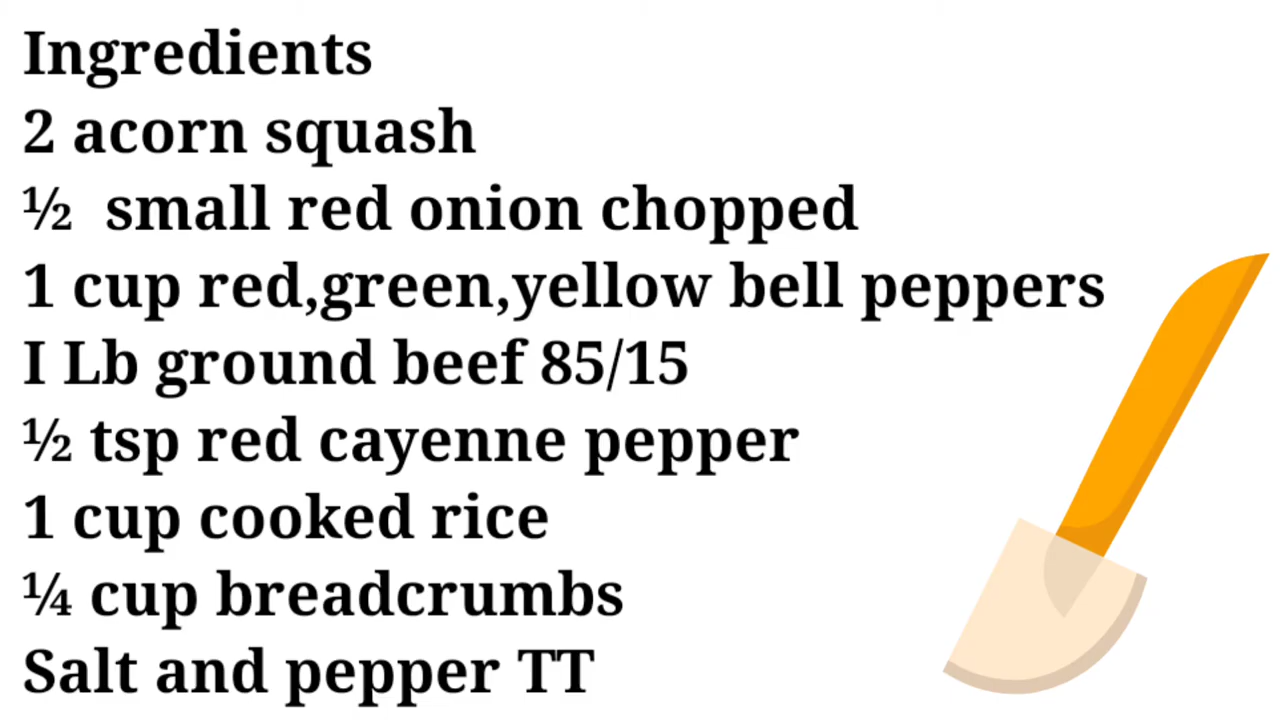 Ingredients
2 acorn squash
½ small red onion chopped
1 cup red,green,yellow bell peppers
I Lb ground beef 85/15
½ tsp red cayenne pepper
1 cup cooked rice
¼ cup breadcrumbs
Salt and pepper TT